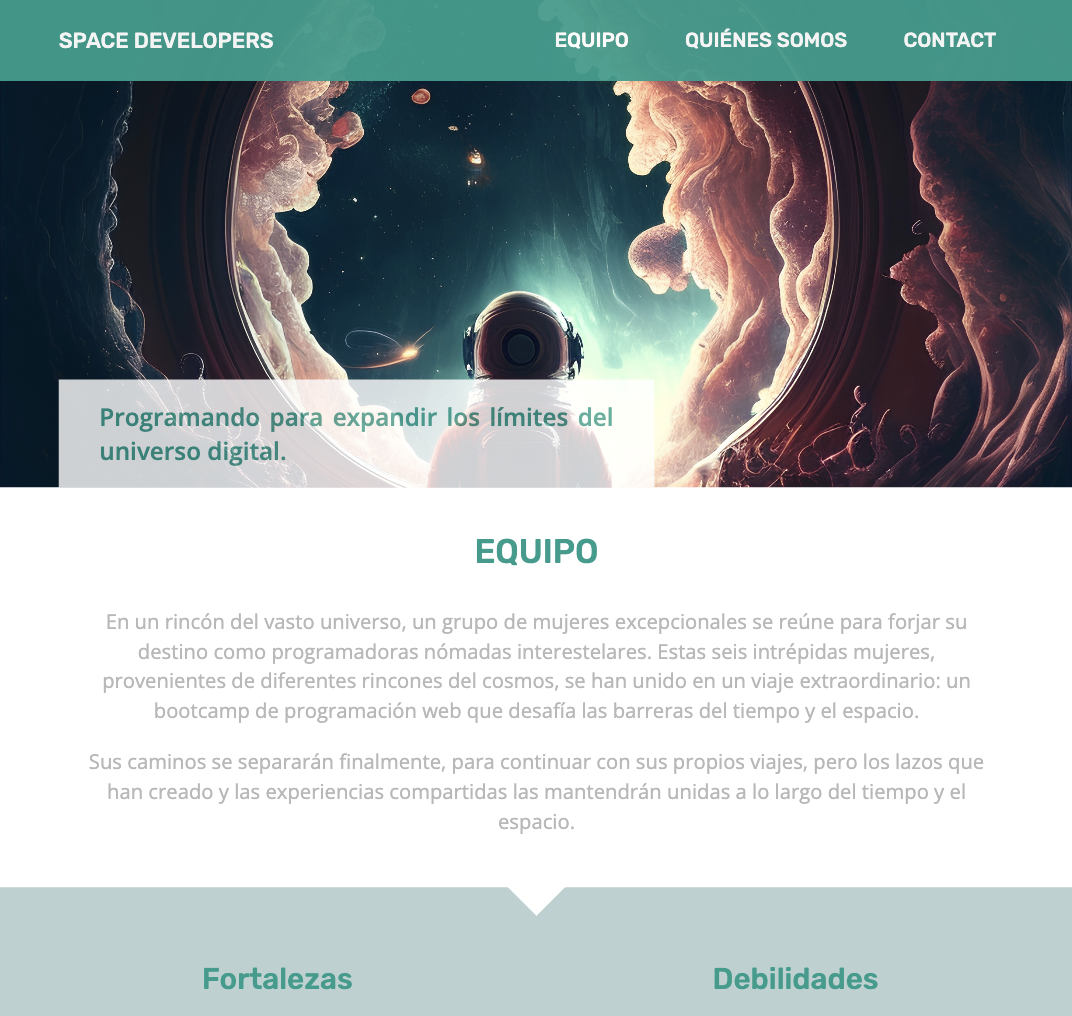 SPACE DEVELOPERS
EQUIPO QUIÉNES SOMOS CONTACT
Programando para expandir los límites del
universo digital.
EQUIPO
En un rincón del vasto universo, un grupo de mujeres excepcionales se reúne para forjar su
destino como programadoras nómadas interestelares. Estas seis intrépidas mujeres,
provenientes de diferentes rincones del cosmos, se han unido en un viaje extraordinario: un
bootcamp de programación web que desafía las barreras del tiempo y el espacio.
Sus caminos se separarán finalmente, para continuar con sus propios viajes, pero los lazos que
han creado y las experiencias compartidas las mantendrán unidas a lo largo del tiempo y el
espacio.
Fortalezas
Debilidades